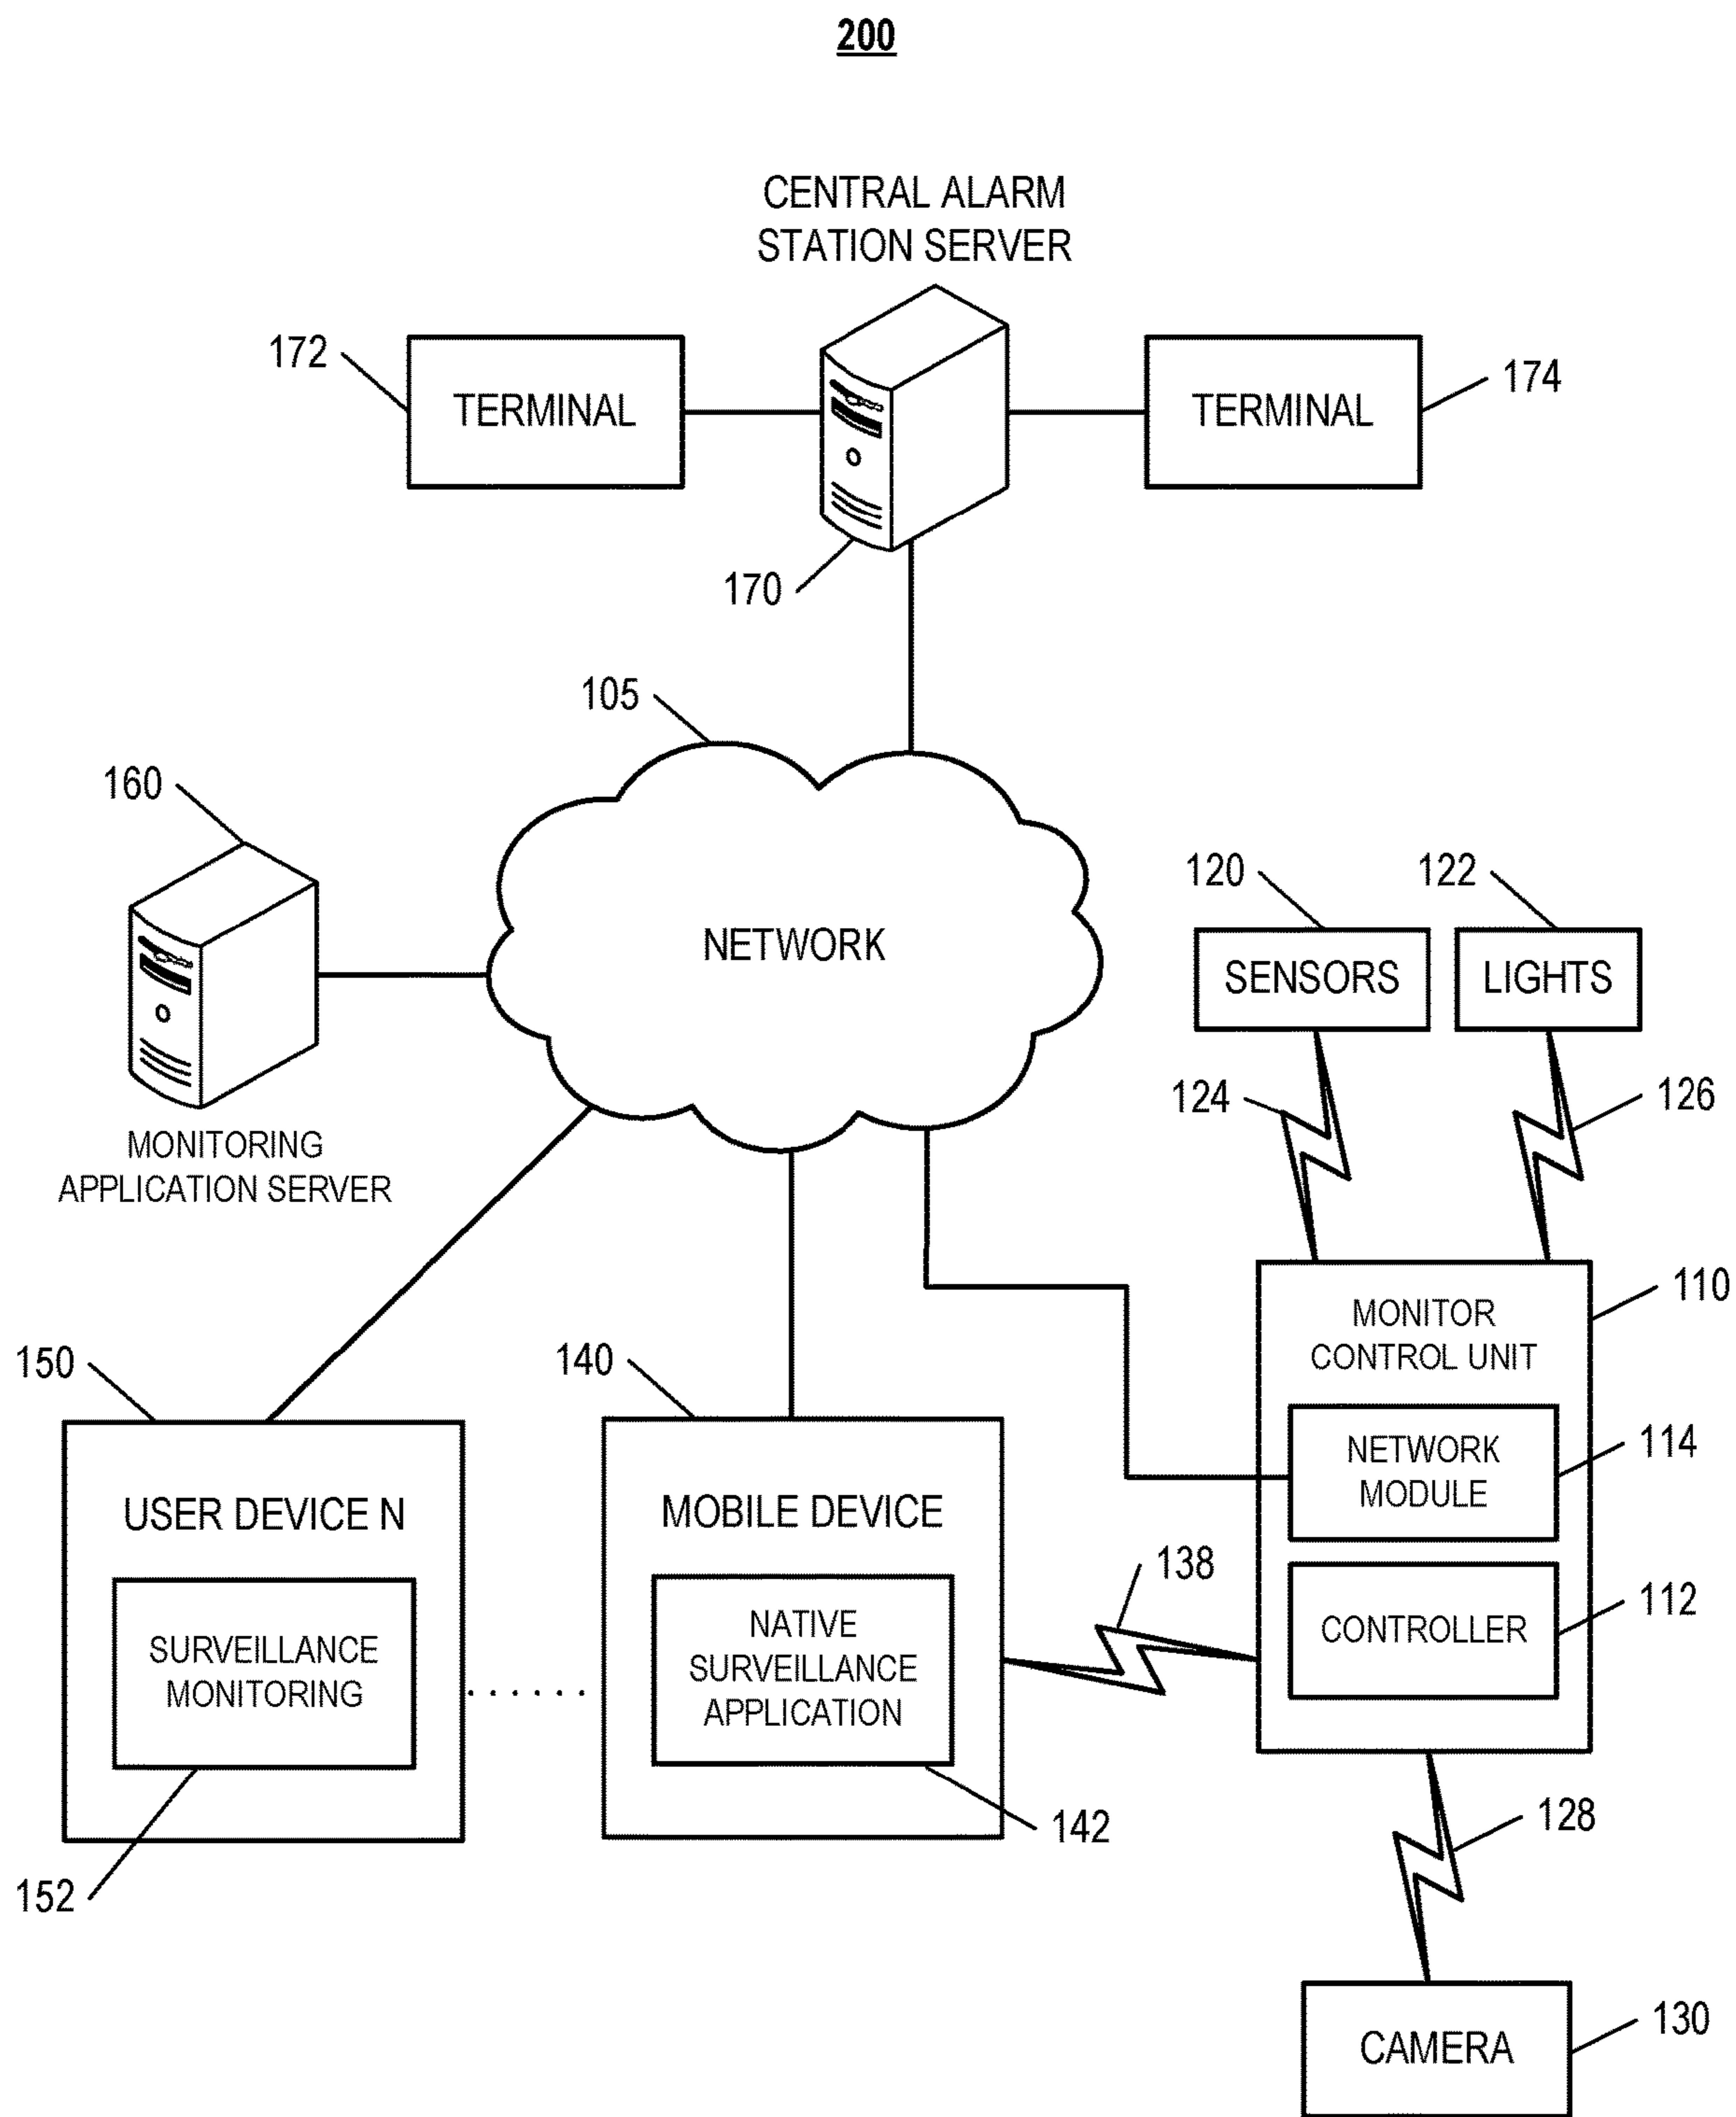 200
CENTRAL ALARM
STATION SERVER
172
TERMINAL
TERMINAL
174
170
105
160
NETWORK
120
122
SENSORS
LIGHTS
124
126
MONITORING
APPLICATION SERVER
110
MONITOR
CONTROL UNIT
150
140
NETWORK
MODULE
114
USER DEVICE N
MOBILE DEVICE
138
112
CONTROLLER
SURVEILLANCE
MONITORING
NATIVE
SURVEILLANCE
APPLICATION
......
152
142
128
CAMERA
130